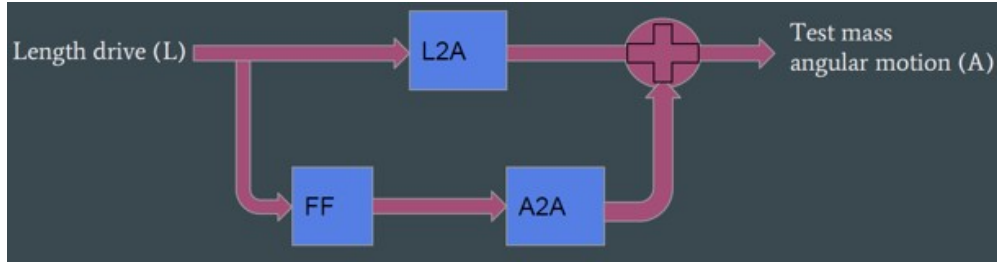 Length drive (L)
L2A
Test mass
angular motion (A)
FF
A2A